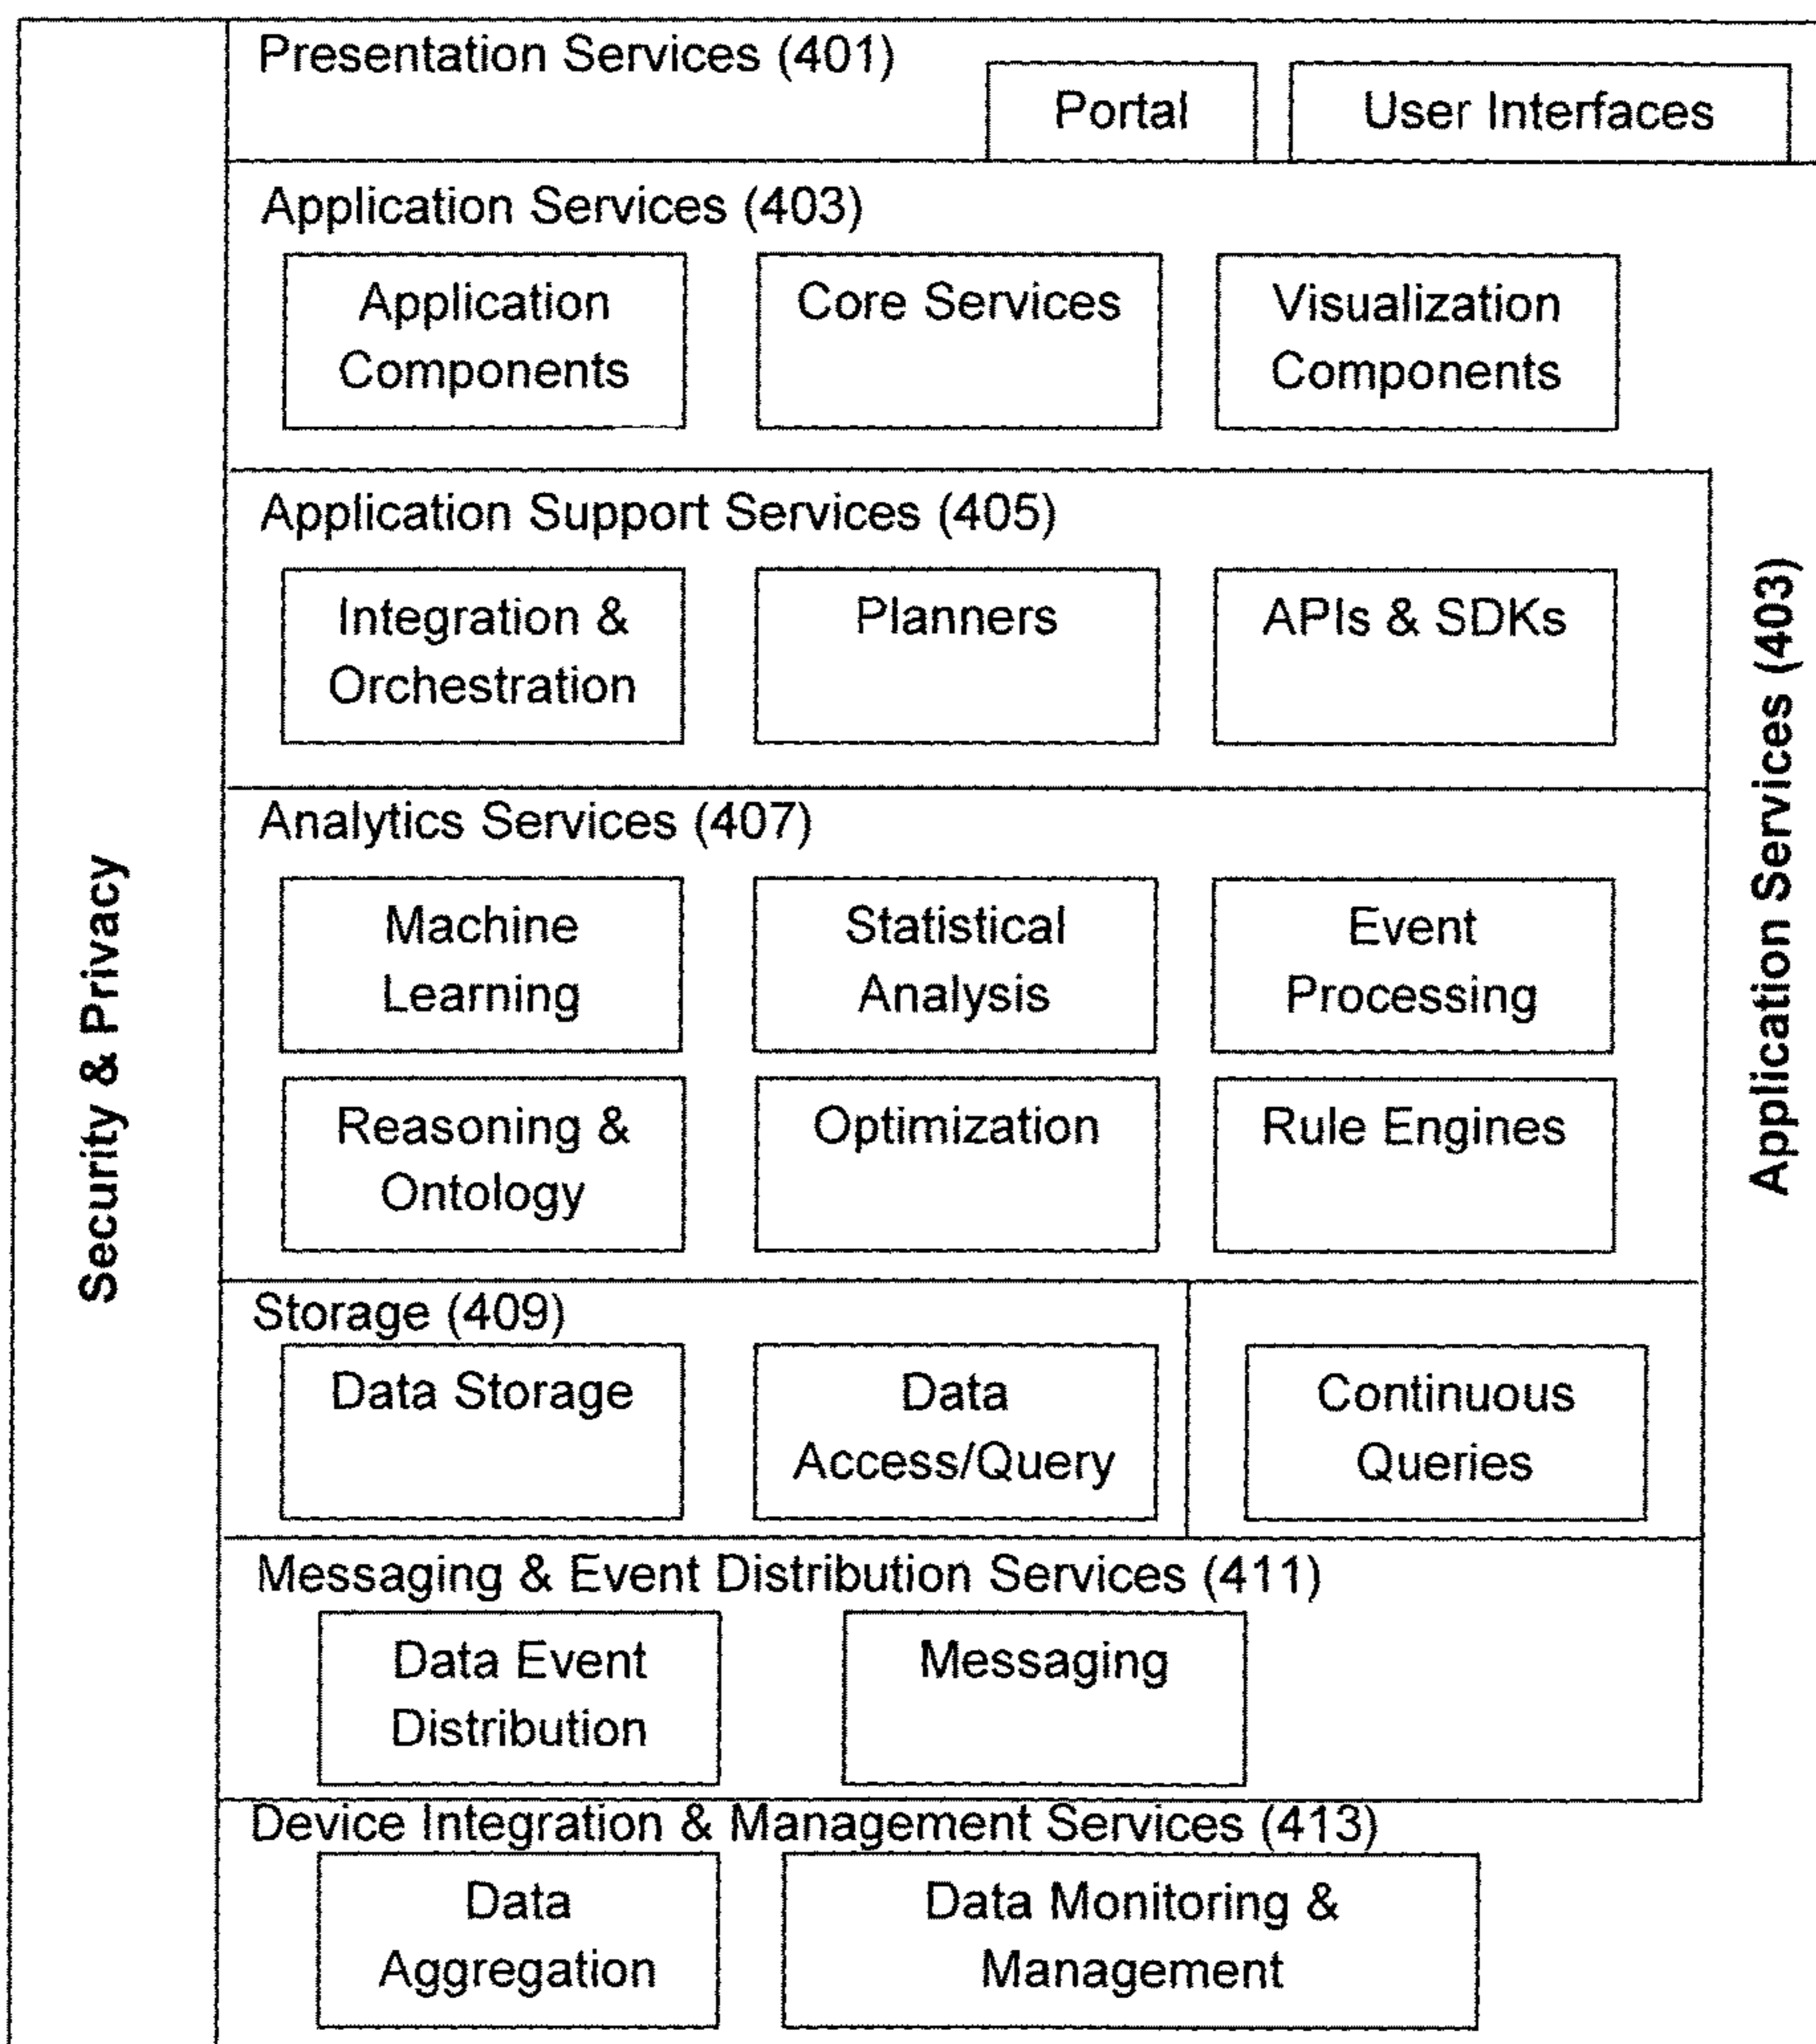 Presentation Services (401)
Portal
User Interfaces
Application Services (403)
Application
Components
Core Services
Visualization
Components
Application Support Services (405)
Integration &
Orchestration
Planners
APIs & SDKs
Analytics Services (407)
Machine
Learning
Statistical
Analysis
Event
Processing
Reasoning &
Ontology
Optimization
Rule Engines
Storage (409)
Data Storage
Data
Access/Query
Continuous
Queries
Messaging & Event Distribution Services (411)
Data Event
Distribution
Messaging
Device Integration & Management Services (413)
Data
Aggregation
Data Monitoring &
Management
Security & Privacy
Application Services (403)